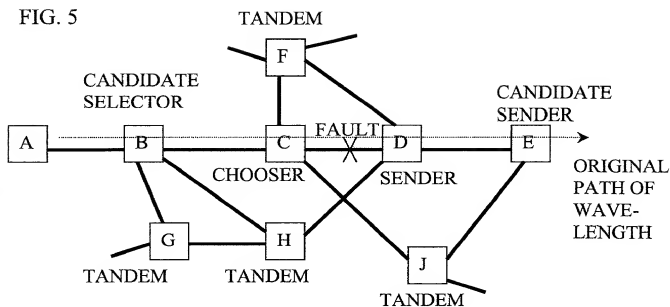 FIG. 5
TANDEM
F
CANDIDATE
SELECTOR
CANDIDATE
SENDER
A
B
C
FAULT
D
E
CHOOSER
SENDER
ORIGINAL
PATH OF
WAVE-
LENGTH
G
H
J
TANDEM
TANDEM
TANDEM